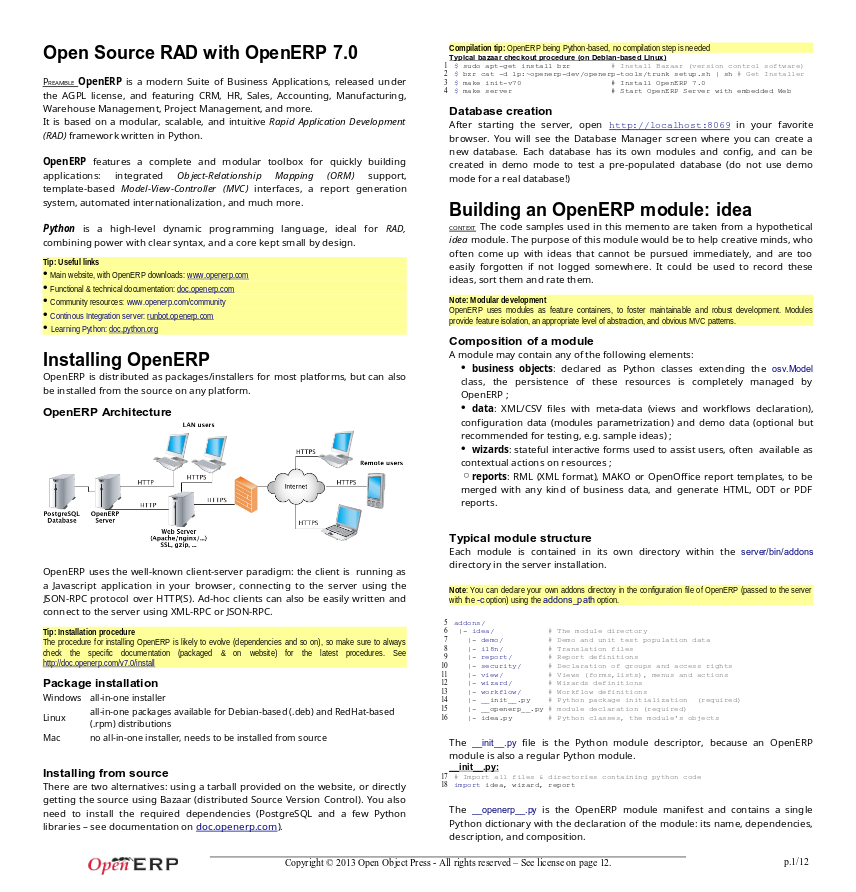 Open Source RAD with OpenERP 7.0
PREAMBLE OpenERP is a modern Suite of Business Applications, released under
the AGPL license, and featuring CRM, HR, Sales, Accounting, Manufacturing,
Warehouse Management, Project Management, and more.
It is based on a modular, scalable, and intuitive Rapid Application Development
(RAD) framework written in Python.
OpenERP features a complete and modular toolbox for quickly building
applications: integrated Object-Relationship Mapping (ORM) support,
template-based Model-View-Controller (MVC) interfaces, a report generation
system, automated internationalization, and much more.
Python is a high-level dynamic programming language, ideal for RAD,
combining power with clear syntax, and a core kept small by design.
Tip: Useful links
• Main website, with OpenERP downloads: www.openerp.com
• Functional & technical documentation: doc.openerp.com
• Community resources: www.openerp.com/community
• Continous Integration server: runbot.openerp.com
• Learning Python: doc.python.org
Installing OpenERP
OpenERP is distributed as packages/installers for most platforms, but can also
be installed from the source on any platform.
OpenERP Architecture
LAN users
HTTPS
Remote users
HTTP
HTTPS
Internet
HTTP
HTTPS
HTTPS
PostgreSQL
Database
OpenERP
Server
Web Server
(Apache/nginx/...)
SSL, gzip, ...
OpenERP uses the well-known client-server paradigm: the client is running as
a Javascript application in your browser, connecting to the server using the
JSON-RPC protocol over HTTP(S). Ad-hoc clients can also be easily written and
connect to the server using XML-RPC or JSON-RPC.
Tip: Installation procedure
The procedure for installing OpenERP is likely to evolve (dependencies and so on), so make sure to always
check the specific documentation (packaged & on website) for the latest procedures. See
http://doc.openerp.com/v7.0/install
Package installation
Windows all-in-one installer
Linux all-in-one packages available for Debian-based (.deb) and RedHat-based
(.rpm) distributions
Mac no all-in-one installer, needs to be installed from source
Installing from source
There are two alternatives: using a tarball provided on the website, or directly
getting the source using Bazaar (distributed Source Version Control). You also
need to install the required dependencies (PostgreSQL and a few Python
libraries – see documentation on doc.openerp.com).
Compilation tip: OpenERP being Python-based, no compilation step is needed
Typical bazaar checkout procedure (on Debian-based Linux)
1 $ sudo apt-get install bzr # Install Bazaar (version control software)
2 $ bzr cat -d lp:~openerp-dev/openerp-tools/trunk setup.sh | sh # Get Installer
3 $ make init-v70 # Install OpenERP 7.0
4 $ make server # Start OpenERP Server with embedded Web
Database creation
After starting the server, open http://localhost:8069 in your favorite
browser. You will see the Database Manager screen where you can create a
new database. Each database has its own modules and config, and can be
created in demo mode to test a pre-populated database (do not use demo
mode for a real database!)
Building an OpenERP module: idea
CONTEXT The code samples used in this memento are taken from a hypothetical
idea module. The purpose of this module would be to help creative minds, who
often come up with ideas that cannot be pursued immediately, and are too
easily forgotten if not logged somewhere. It could be used to record these
ideas, sort them and rate them.
Note: Modular development
OpenERP uses modules as feature containers, to foster maintainable and robust development. Modules
provide feature isolation, an appropriate level of abstraction, and obvious MVC patterns.
Composition of a module
A module may contain any of the following elements:
• business objects: declared as Python classes extending the osv.Model
class, the persistence of these resources is completely managed by
OpenERP ;
• data: XML/CSV files with meta-data (views and workflows declaration),
configuration data (modules parametrization) and demo data (optional but
recommended for testing, e.g. sample ideas) ;
• wizards: stateful interactive forms used to assist users, often available as
contextual actions on resources ;
○ reports: RML (XML format), MAKO or OpenOffice report templates, to be
merged with any kind of business data, and generate HTML, ODT or PDF
reports.
Typical module structure
Each module is contained in its own directory within the server/bin/addons
directory in the server installation.
Note: You can declare your own addons directory in the configuration file of OpenERP (passed to the server
with the -c option) using the addons_path option.
5 addons/
6 |- idea/ # The module directory
7 |- demo/ # Demo and unit test population data
8 |- i18n/ # Translation files
9 |- report/ # Report definitions
10 |- security/ # Declaration of groups and access rights
11 |- view/ # Views (forms,lists), menus and actions
12 |- wizard/ # Wizards definitions
13 |- workflow/ # Workflow definitions
14 |- __init__.py # Python package initialization (required)
15 |- __openerp__.py # module declaration (required)
16 |- idea.py # Python classes, the module's objects
The __init__.py file is the Python module descriptor, because an OpenERP
module is also a regular Python module.
__init__.py:
17 # Import all files & directories containing python code
18 import idea, wizard, report
The __openerp__.py is the OpenERP module manifest and contains a single
Python dictionary with the declaration of the module: its name, dependencies,
description, and composition.
Open ERP
Copyright © 2013 Open Object Press - All rights reserved – See license on page 12.
p.1/12